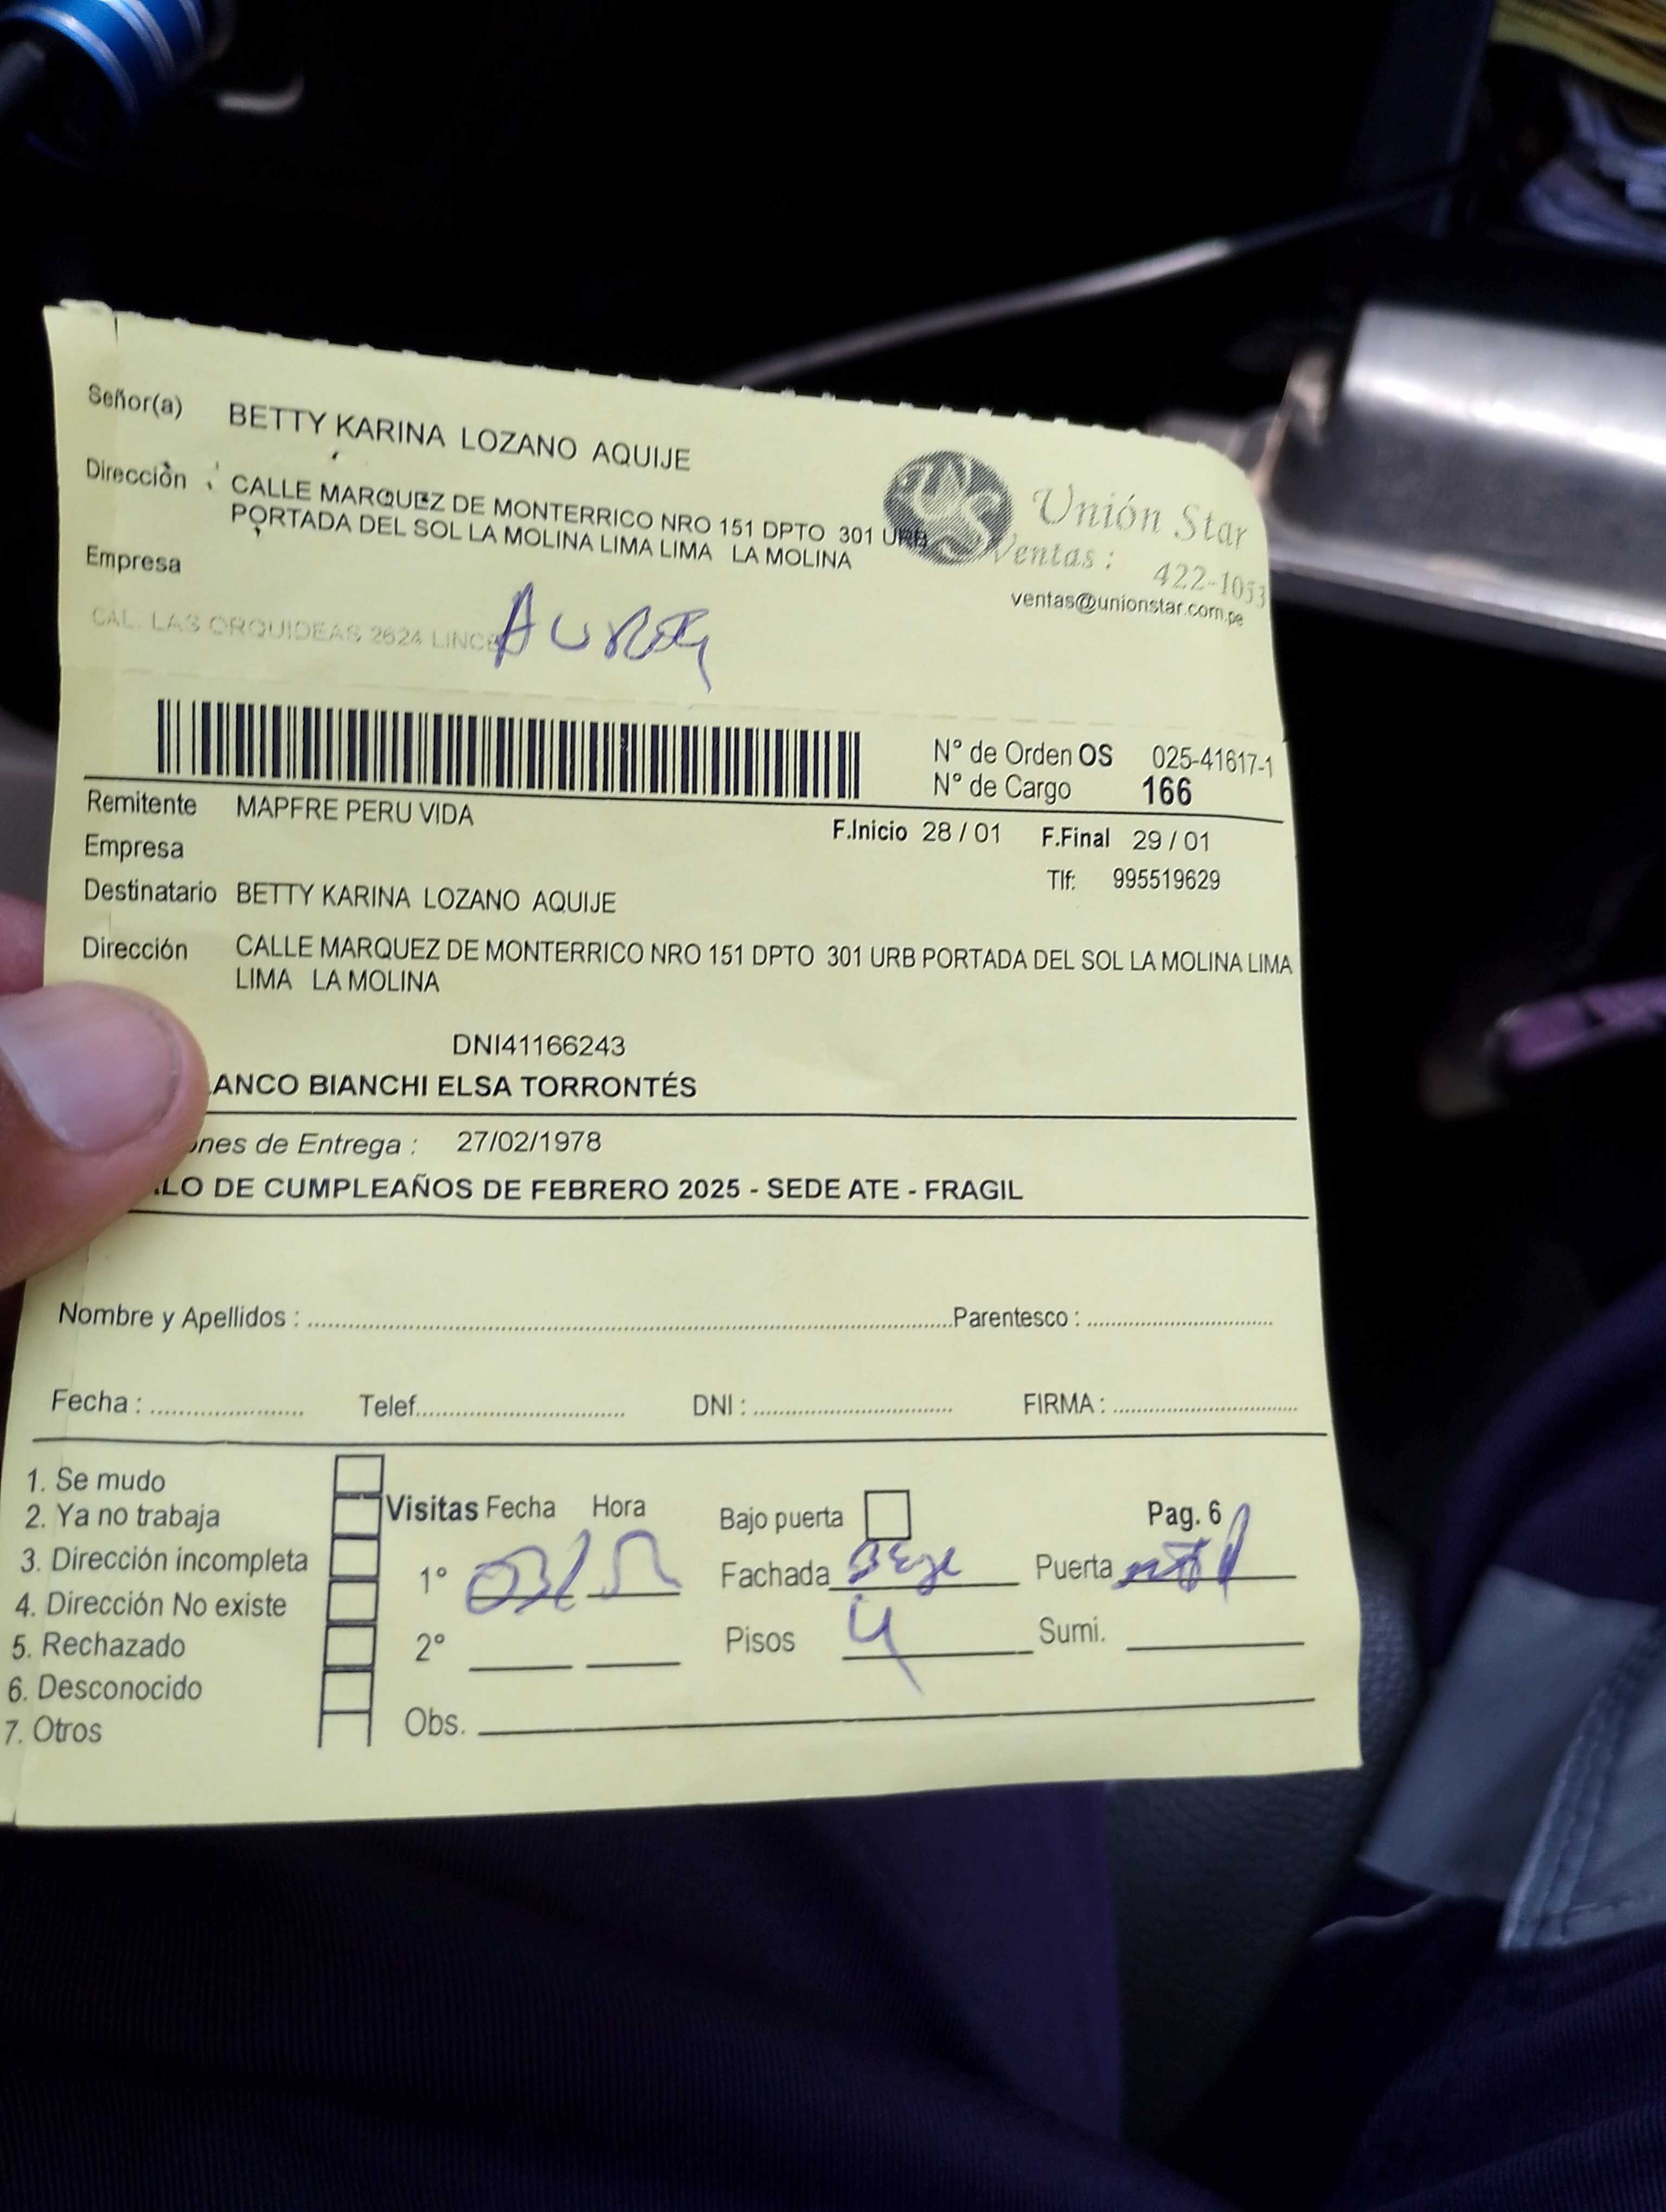 Señor(a) BETTY KARINA LOZANO AQUIJE
Dirección CALLE MARQUEZ DE MONTERRICO NRO 151 DPTO 301 URB
PORTADA DEL SOL LA MOLINA LIMA LIMA LA MOLINA
Unión Star
Ventas :
422-1053
ventas@unionstar.com.pe
Empresa
CAL. LAS ORQUIDEAS 2624 LINCE
N° de Orden OS 025-41617-1
N° de Cargo 166
Remitente MAPFRE PERU VIDA
F.Inicio 28 / 01 F.Final 29 / 01
Empresa
Tlf: 995519629
Destinatario BETTY KARINA LOZANO AQUIJE
Dirección CALLE MARQUEZ DE MONTERRICO NRO 151 DPTO 301 URB PORTADA DEL SOL LA MOLINA LIMA
LIMA LA MOLINA
DNI41166243
ANCO BIANCHI ELSA TORRONTÉS
nes de Entrega : 27/02/1978
LO DE CUMPLEAÑOS DE FEBRERO 2025 - SEDE ATE - FRAGIL
Nombre y Apellidos : Parentesco :
Fecha : Telef. DNI : FIRMA :
1. Se mudo
2. Ya no trabaja
3. Dirección incompleta
4. Dirección No existe
5. Rechazado
6. Desconocido
7. Otros
Visitas Fecha Hora
1°
2°
Obs.
Bajo puerta
Fachada Beje
Pisos 4
Pag. 6
Puerta
Sumi.